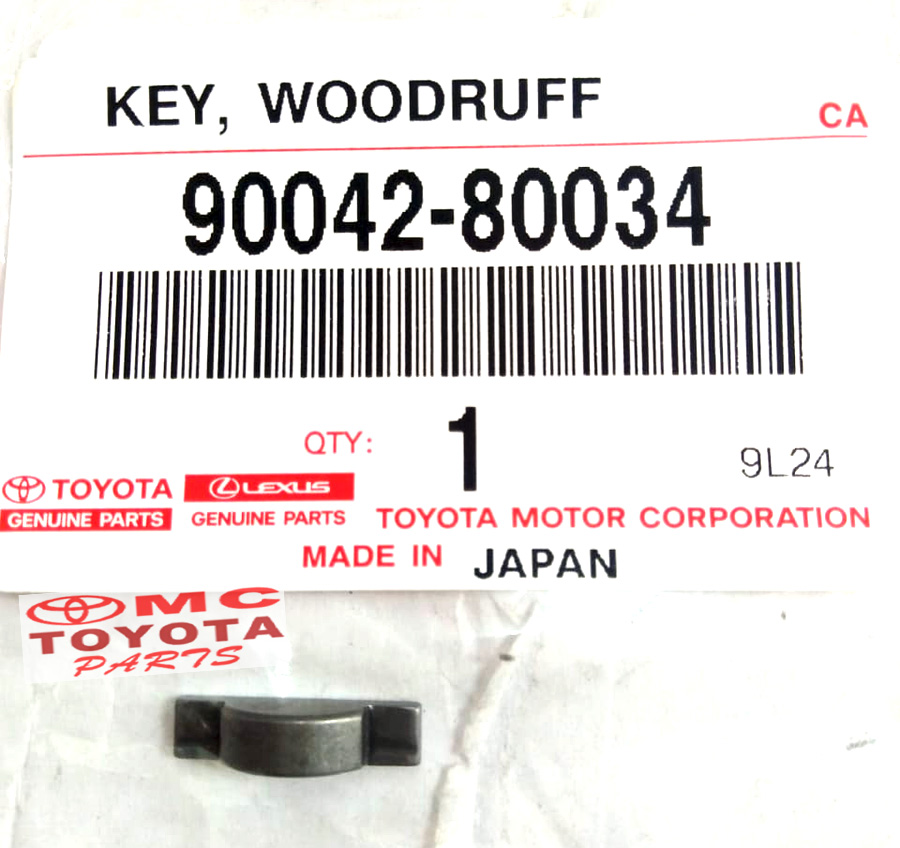 KEY, WOODRUFF
CA
90042-80034
QTY: 1
9L24
TOYOTA LEXUS
GENUINE PARTS GENUINE PARTS TOYOTA MOTOR CORPORATION
MADE IN JAPAN
MC
TOYOTA
PARTS